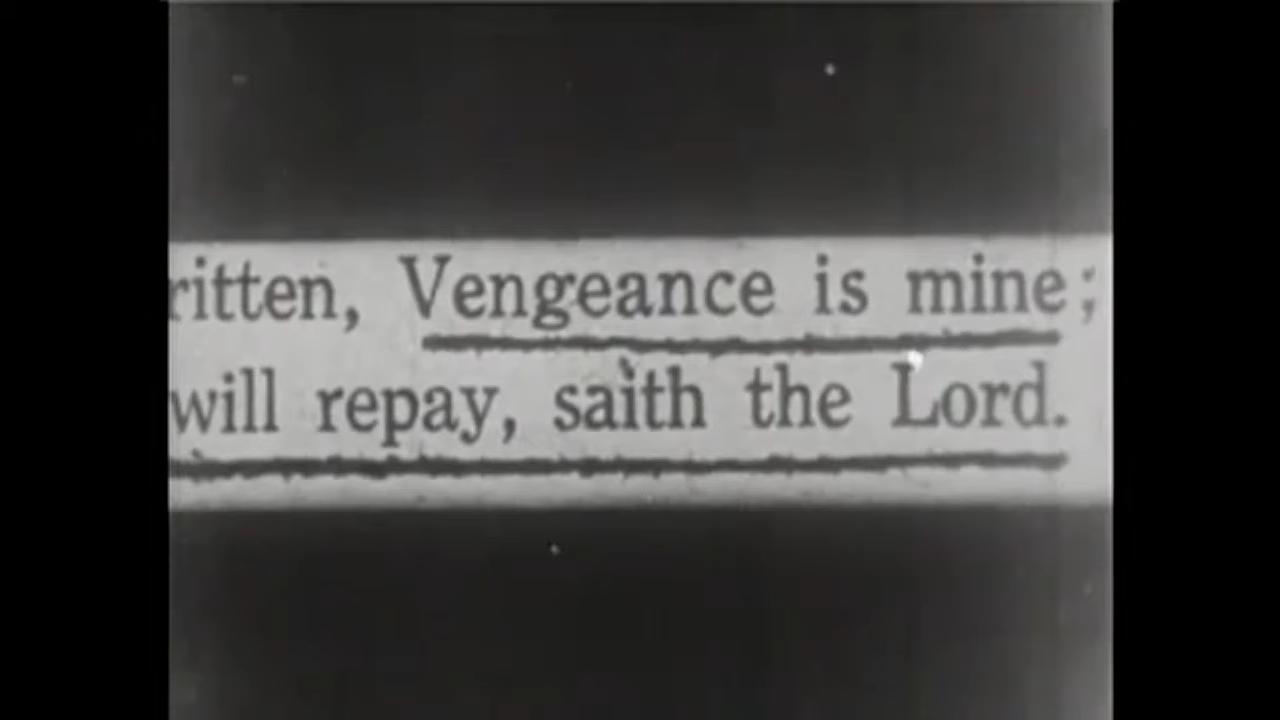 ritten, Vengeance is mine;
will repay, saith the Lord.